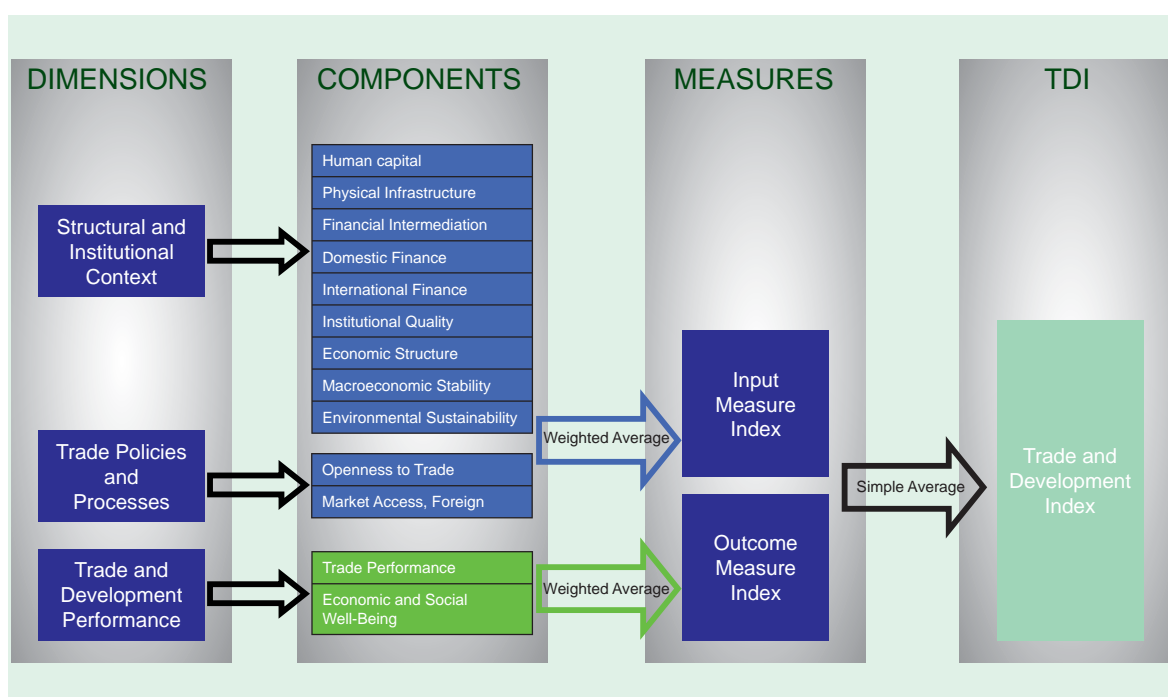 DIMENSIONS
COMPONENTS
MEASURES
TDI
Structural and
Institutional
Context
Trade Policies
and
Processes
Trade and
Development
Performance
Human capital
Physical Infrastructure
Financial Intermediation
Domestic Finance
International Finance
Institutional Quality
Economic Structure
Macroeconomic Stability
Environmental Sustainability
Openness to Trade
Market Access, Foreign
Trade Performance
Economic and Social
Well-Being
Weighted Average
Weighted Average
Input
Measure
Index
Outcome
Measure
Index
Simple Average
Trade and
Development
Index